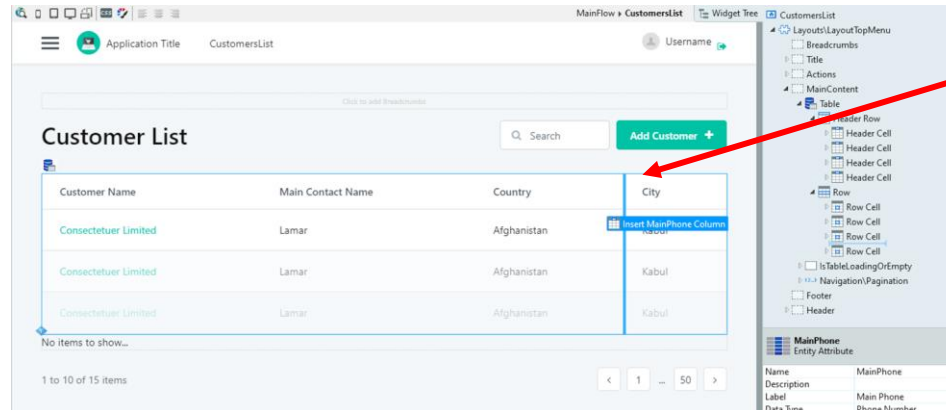 MainFlow ▸ CustomersList
Widget Tree
Application Title
CustomersList
Username
Click to add Breadcrumbs
Customer List
Search
Add Customer +
Customer Name Main Contact Name Country City
Insert MainPhone Column
Consectetuer Limited Lamar Afghanistan Kabul
Consectetuer Limited Lamar Afghanistan Kabul
Consectetuer Limited Lamar Afghanistan Kabul
No items to show...
1 to 10 of 15 items
< 1 ... 50 >
CustomersList
Layouts\LayoutTopMenu
Breadcrumbs
Title
Actions
MainContent
Table
Header Row
Header Cell
Header Cell
Header Cell
Header Cell
Row
Row Cell
Row Cell
Row Cell
Row Cell
IsTableLoadingOrEmpty
Navigation\Pagination
Footer
Header
MainPhone
Entity Attribute
Name MainPhone
Description
Label Main Phone
Data Type Phone Number